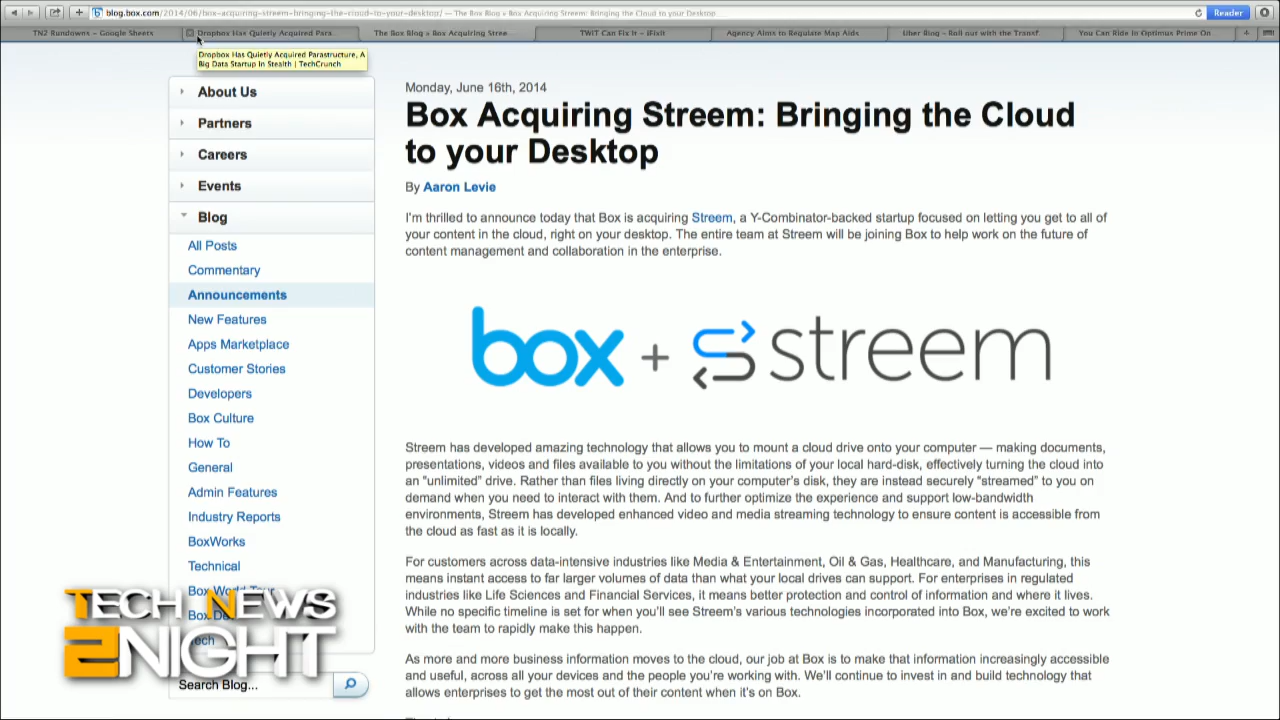 blog.box.com/2014/06/box-acquiring-streem-bringing-the-cloud-to-your-desktop/ — The Box Blog » Box Acquiring Streem: Bringing the Cloud to your Desktop
Reader
TN2 Rundowns – Google Sheets
Dropbox Has Quietly Acquired Para...
The Box Blog » Box Acquiring Stree...
TWiT Can Fix It – iFixit
Agency Aims to Regulate Map Aids
Uber Blog – Roll out with the Transf
You Can Ride In Optimus Prime On
Dropbox Has Quietly Acquired Parastructure, A
Big Data Startup In Stealth | TechCrunch
About Us
Partners
Careers
Events
Blog
All Posts
Commentary
Announcements
New Features
Apps Marketplace
Customer Stories
Developers
Box Culture
How To
General
Admin Features
Industry Reports
BoxWorks
Technical
Box World Tour
Box De
Tech
Search Blog...
Monday, June 16th, 2014
Box Acquiring Streem: Bringing the Cloud
to your Desktop
By Aaron Levie
I'm thrilled to announce today that Box is acquiring Streem, a Y-Combinator-backed startup focused on letting you get to all of
your content in the cloud, right on your desktop. The entire team at Streem will be joining Box to help work on the future of
content management and collaboration in the enterprise.
box + streem
Streem has developed amazing technology that allows you to mount a cloud drive onto your computer — making documents,
presentations, videos and files available to you without the limitations of your local hard-disk, effectively turning the cloud into
an "unlimited" drive. Rather than files living directly on your computer's disk, they are instead securely "streamed" to you on
demand when you need to interact with them. And to further optimize the experience and support low-bandwidth
environments, Streem has developed enhanced video and media streaming technology to ensure content is accessible from
the cloud as fast as it is locally.
For customers across data-intensive industries like Media & Entertainment, Oil & Gas, Healthcare, and Manufacturing, this
means instant access to far larger volumes of data than what your local drives can support. For enterprises in regulated
industries like Life Sciences and Financial Services, it means better protection and control of information and where it lives.
While no specific timeline is set for when you'll see Streem's various technologies incorporated into Box, we're excited to work
with the team to rapidly make this happen.
As more and more business information moves to the cloud, our job at Box is to make that information increasingly accessible
and useful, across all your devices and the people you're working with. We'll continue to invest in and build technology that
allows enterprises to get the most out of their content when it's on Box.
TECH NEWS
2NIGHT